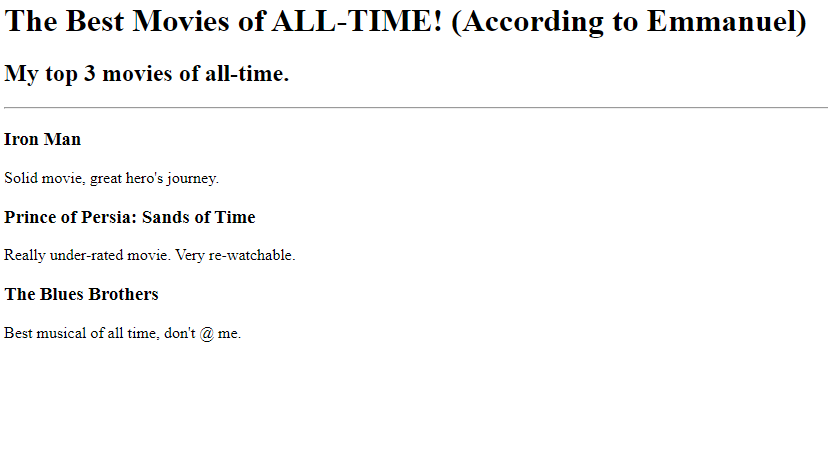 The Best Movies of ALL-TIME! (According to Emmanuel)
My top 3 movies of all-time.
Iron Man
Solid movie, great hero's journey.
Prince of Persia: Sands of Time
Really under-rated movie. Very re-watchable.
The Blues Brothers
Best musical of all time, don't @ me.